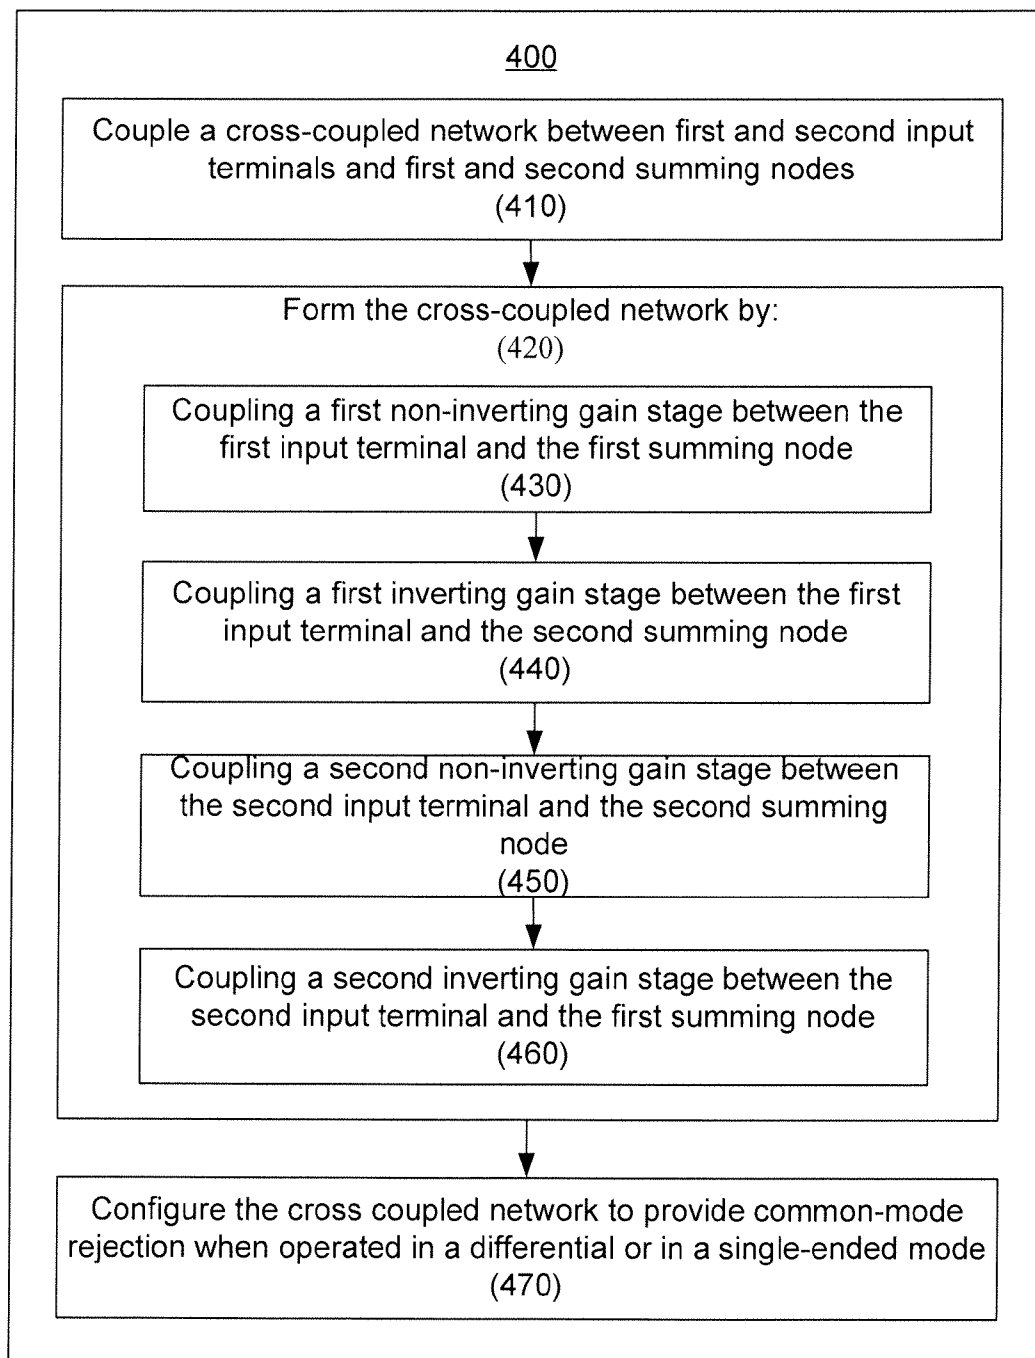 400
Couple a cross-coupled network between first and second input
terminals and first and second summing nodes
(410)
Form the cross-coupled network by:
(420)
Coupling a first non-inverting gain stage between the
first input terminal and the first summing node
(430)
Coupling a first inverting gain stage between the first
input terminal and the second summing node
(440)
Coupling a second non-inverting gain stage between
the second input terminal and the second summing
node
(450)
Coupling a second inverting gain stage between the
second input terminal and the first summing node
(460)
Configure the cross coupled network to provide common-mode
rejection when operated in a differential or in a single-ended mode
(470)